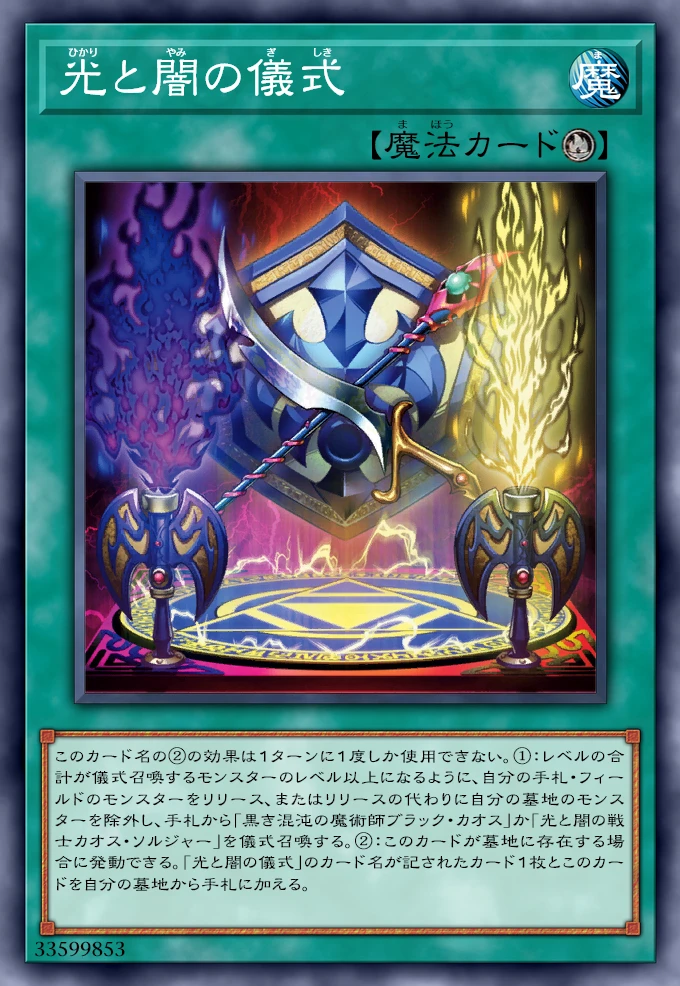 光と闇の儀式
魔
【魔法カード】
このカード名の②の効果は1ターンに1度しか使用できない。①：レベルの合
計が儀式召喚するモンスターのレベル以上になるように、自分の手札・フィー
ルドのモンスターをリリース、またはリリースの代わりに自分の墓地のモンス
ターを除外し、手札から「黒き混沌の魔術師ブラック・カオス」か「光と闇の戦
士カオス・ソルジャー」を儀式召喚する。②：このカードが墓地に存在する場
合に発動できる。「光と闇の儀式」のカード名が記されたカード1枚とこのカー
ドを自分の墓地から手札に加える。
33599853